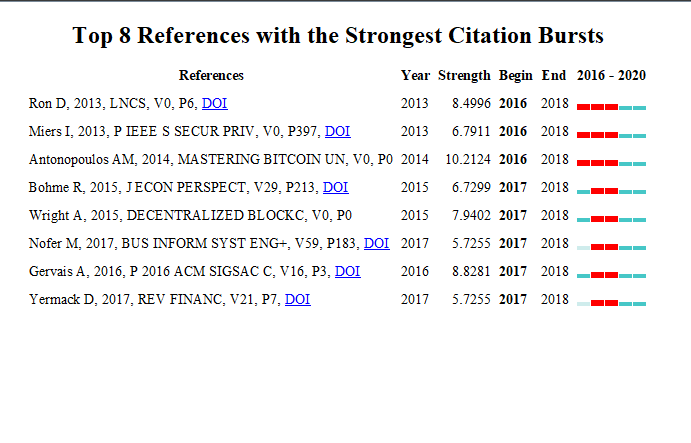 Top 8 References with the Strongest Citation Bursts
References Year Strength Begin End 2016 - 2020
Ron D, 2013, LNCS, V0, P6, DOI 2013 8.4996 2016 2018
Miers I, 2013, P IEEE S SECUR PRIV, V0, P397, DOI 2013 6.7911 2016 2018
Antonopoulos AM, 2014, MASTERING BITCOIN UN, V0, P0 2014 10.2124 2016 2018
Bohme R, 2015, J ECON PERSPECT, V29, P213, DOI 2015 6.7299 2017 2018
Wright A, 2015, DECENTRALIZED BLOCKC, V0, P0 2015 7.9402 2017 2018
Nofer M, 2017, BUS INFORM SYST ENG+, V59, P183, DOI 2017 5.7255 2017 2018
Gervais A, 2016, P 2016 ACM SIGSAC C, V16, P3, DOI 2016 8.8281 2017 2018
Yermack D, 2017, REV FINANC, V21, P7, DOI 2017 5.7255 2017 2018